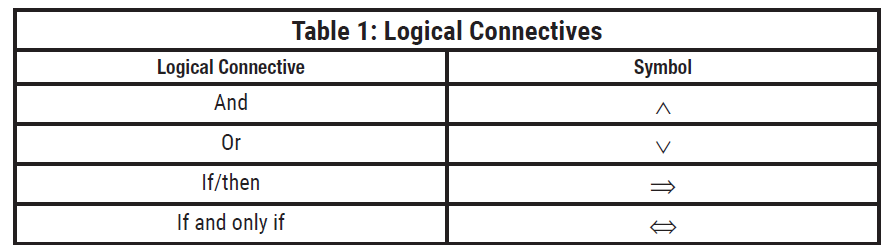 Table 1: Logical Connectives
Logical Connective Symbol
And ∧
Or ∨
If/then ⇒
If and only if ⇔